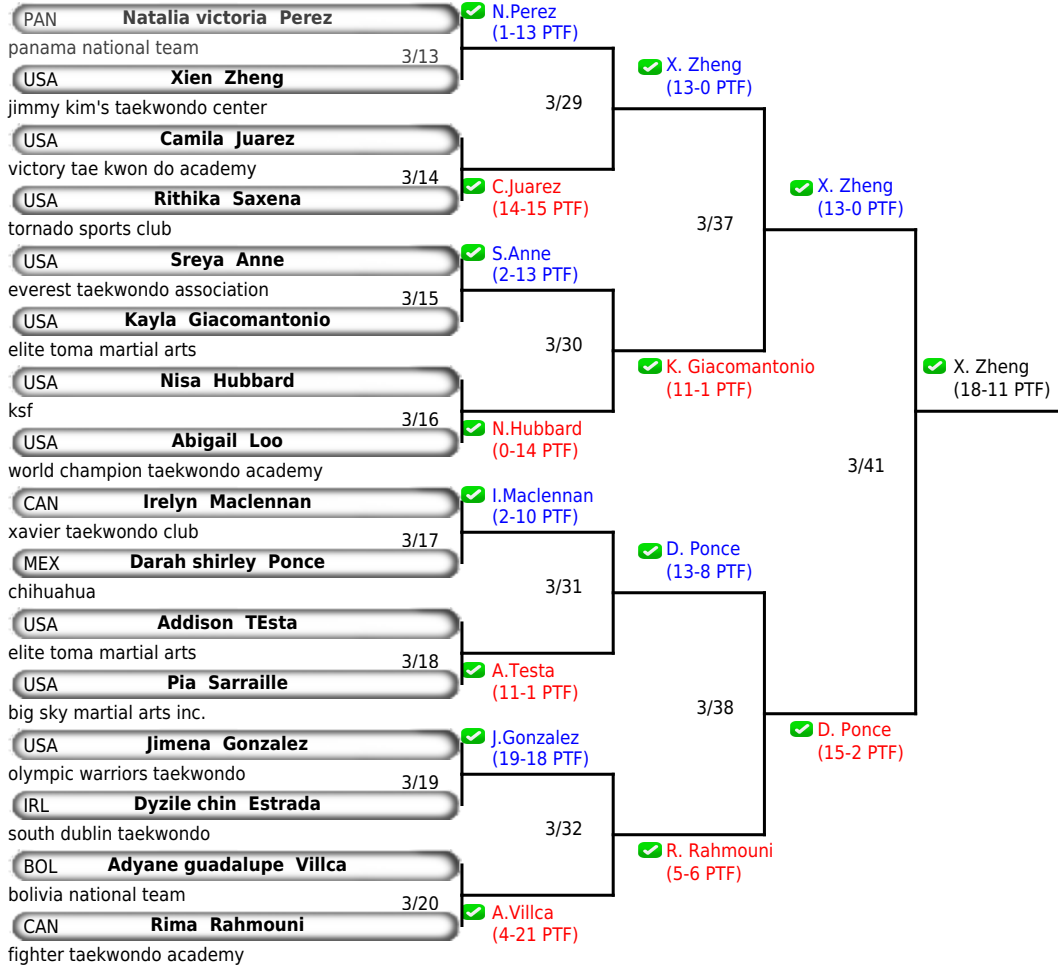 PAN Natalia victoria Perez
panama national team
3/13
USA Xien Zheng
jimmy kim's taekwondo center
USA Camila Juarez
victory tae kwon do academy
3/14
USA Rithika Saxena
tornado sports club
USA Sreya Anne
everest taekwondo association
3/15
USA Kayla Giacomantonio
elite toma martial arts
USA Nisa Hubbard
ksf
3/16
USA Abigail Loo
world champion taekwondo academy
CAN Irelyn Maclennan
xavier taekwondo club
3/17
MEX Darah shirley Ponce
chihuahua
USA Addison TEsta
elite toma martial arts
3/18
USA Pia Sarraille
big sky martial arts inc.
USA Jimena Gonzalez
olympic warriors taekwondo
3/19
IRL Dyzile chin Estrada
south dublin taekwondo
BOL Adyane guadalupe Villca
bolivia national team
3/20
CAN Rima Rahmouni
fighter taekwondo academy
N.Perez
(1-13 PTF)
3/29
C.Juarez
(14-15 PTF)
S.Anne
(2-13 PTF)
3/30
N.Hubbard
(0-14 PTF)
I.Maclennan
(2-10 PTF)
3/31
A.Testa
(11-1 PTF)
J.Gonzalez
(19-18 PTF)
3/32
A.Villca
(4-21 PTF)
X. Zheng
(13-0 PTF)
3/37
K. Giacomantonio
(11-1 PTF)
D. Ponce
(13-8 PTF)
3/38
R. Rahmouni
(5-6 PTF)
X. Zheng
(13-0 PTF)
3/41
D. Ponce
(15-2 PTF)
X. Zheng
(18-11 PTF)